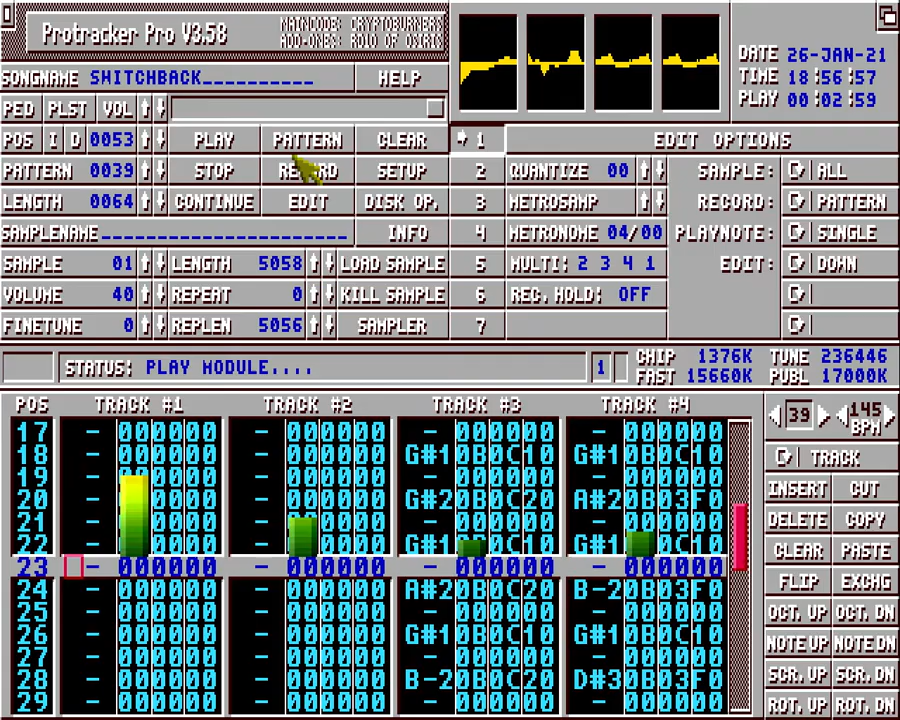 Protracker Pro V3.58
MAINCODE: CRYPTOBURNERS
ADD-ONS: ROLO OF OSIRIS
DATE 26-JAN-21
TIME 18:56:57
PLAY 00:02:59
SONGNAME SWITCHBACK__________ HELP
PED PLST VOL
POS I D 0053 PLAY PATTERN CLEAR 1 EDIT OPTIONS
PATTERN 0039 STOP RECORD SETUP 2 QUANTIZE 00 SAMPLE: ALL
LENGTH 0064 CONTINUE EDIT DISK OP. 3 METROSAMP RECORD: PATTERN
SAMPLENAME______________________ INFO 4 METRONOME 04/00 PLAYNOTE: SINGLE
SAMPLE 01 LENGTH 5058 LOAD SAMPLE 5 MULTI: 2 3 4 1 EDIT: DOWN
VOLUME 40 REPEAT 0 KILL SAMPLE 6 REC. HOLD: OFF
FINETUNE 0 REPLEN 5056 SAMPLER 7
STATUS: PLAY MODULE.... 1 CHIP 1376K TUNE 236446
FAST 15660K PUBL 17000K
POS TRACK #1 TRACK #2 TRACK #3 TRACK #4 39 145 BPM
17 - 000000 - 000000 - 000000 - 000000
18 - 000000 - 000000 G#1 0B0C10 G#1 0B0C10 TRACK
19 - 000000 - 000000 - 000000 - 000000 INSERT CUT
20 - 000000 - 000000 G#2 0B0C20 A#2 0B03F0
21 - 000000 - 000000 - 000000 - 000000 DELETE COPY
22 - 000000 - 000000 G#1 0B0C10 G#1 0B0C10 CLEAR PASTE
23 - 000000 - 000000 - 000000 - 000000
24 - 000000 - 000000 A#2 0B0C20 B-2 0B03F0 FLIP EXCHG
25 - 000000 - 000000 - 000000 - 000000 OCT. UP OCT. DN
26 - 000000 - 000000 G#1 0B0C10 G#1 0B0C10 NOTE UP NOTE DN
27 - 000000 - 000000 - 000000 - 000000
28 - 000000 - 000000 B-2 0B0C20 D#3 0B03F0 SCR. UP SCR. DN
29 - 000000 - 000000 - 000000 - 000000 ROT. UP ROT. DN